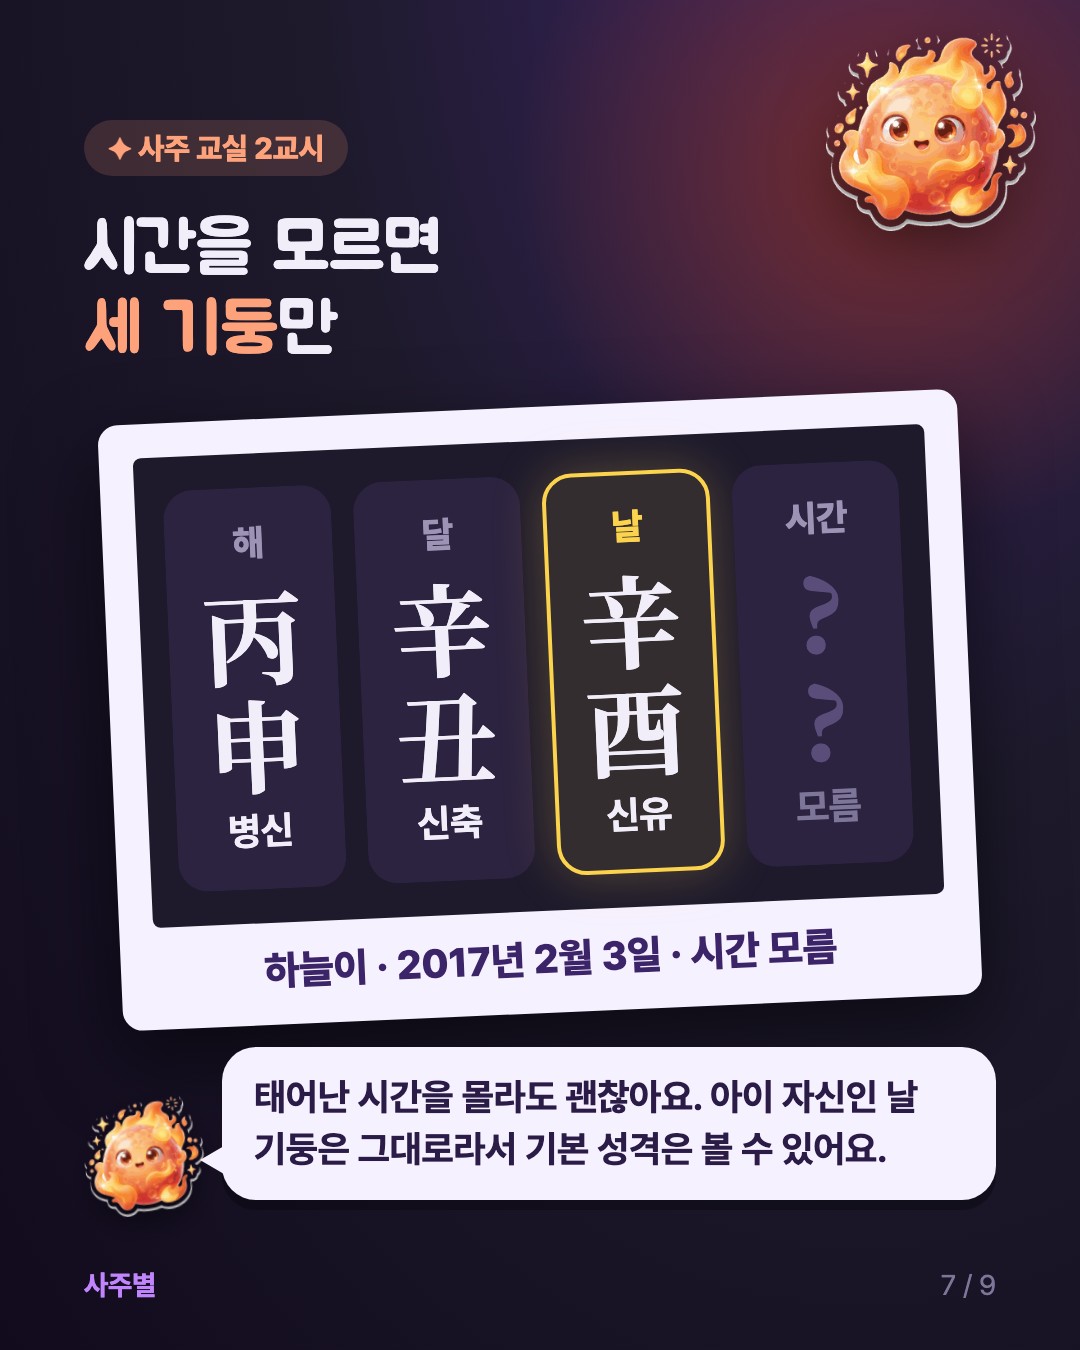 사주 교실 2교시
시간을 모르면
세 기둥만
해
丙
申
병신
달
辛
丑
신축
날
辛
酉
신유
시간
?
?
모름
하늘이 · 2017년 2월 3일 · 시간 모름
태어난 시간을 몰라도 괜찮아요. 아이 자신인 날
기둥은 그대로라서 기본 성격은 볼 수 있어요.
사주별
7 / 9